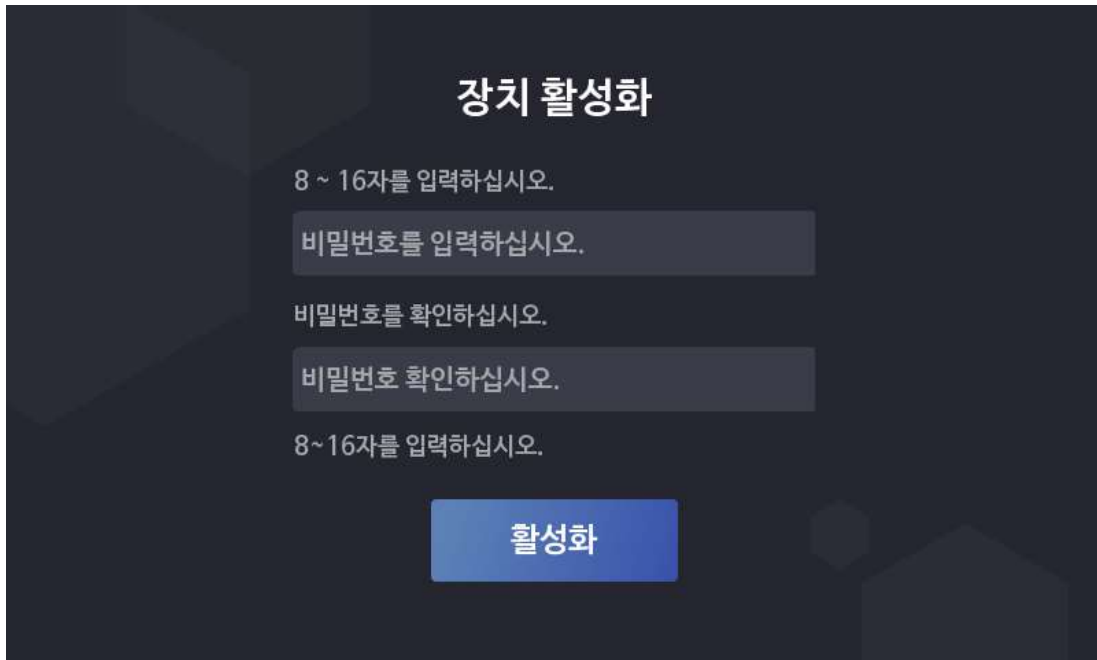 장치 활성화
8 ~ 16자를 입력하십시오.
비밀번호를 입력하십시오.
비밀번호를 확인하십시오.
비밀번호 확인하십시오.
8~16자를 입력하십시오.
활성화